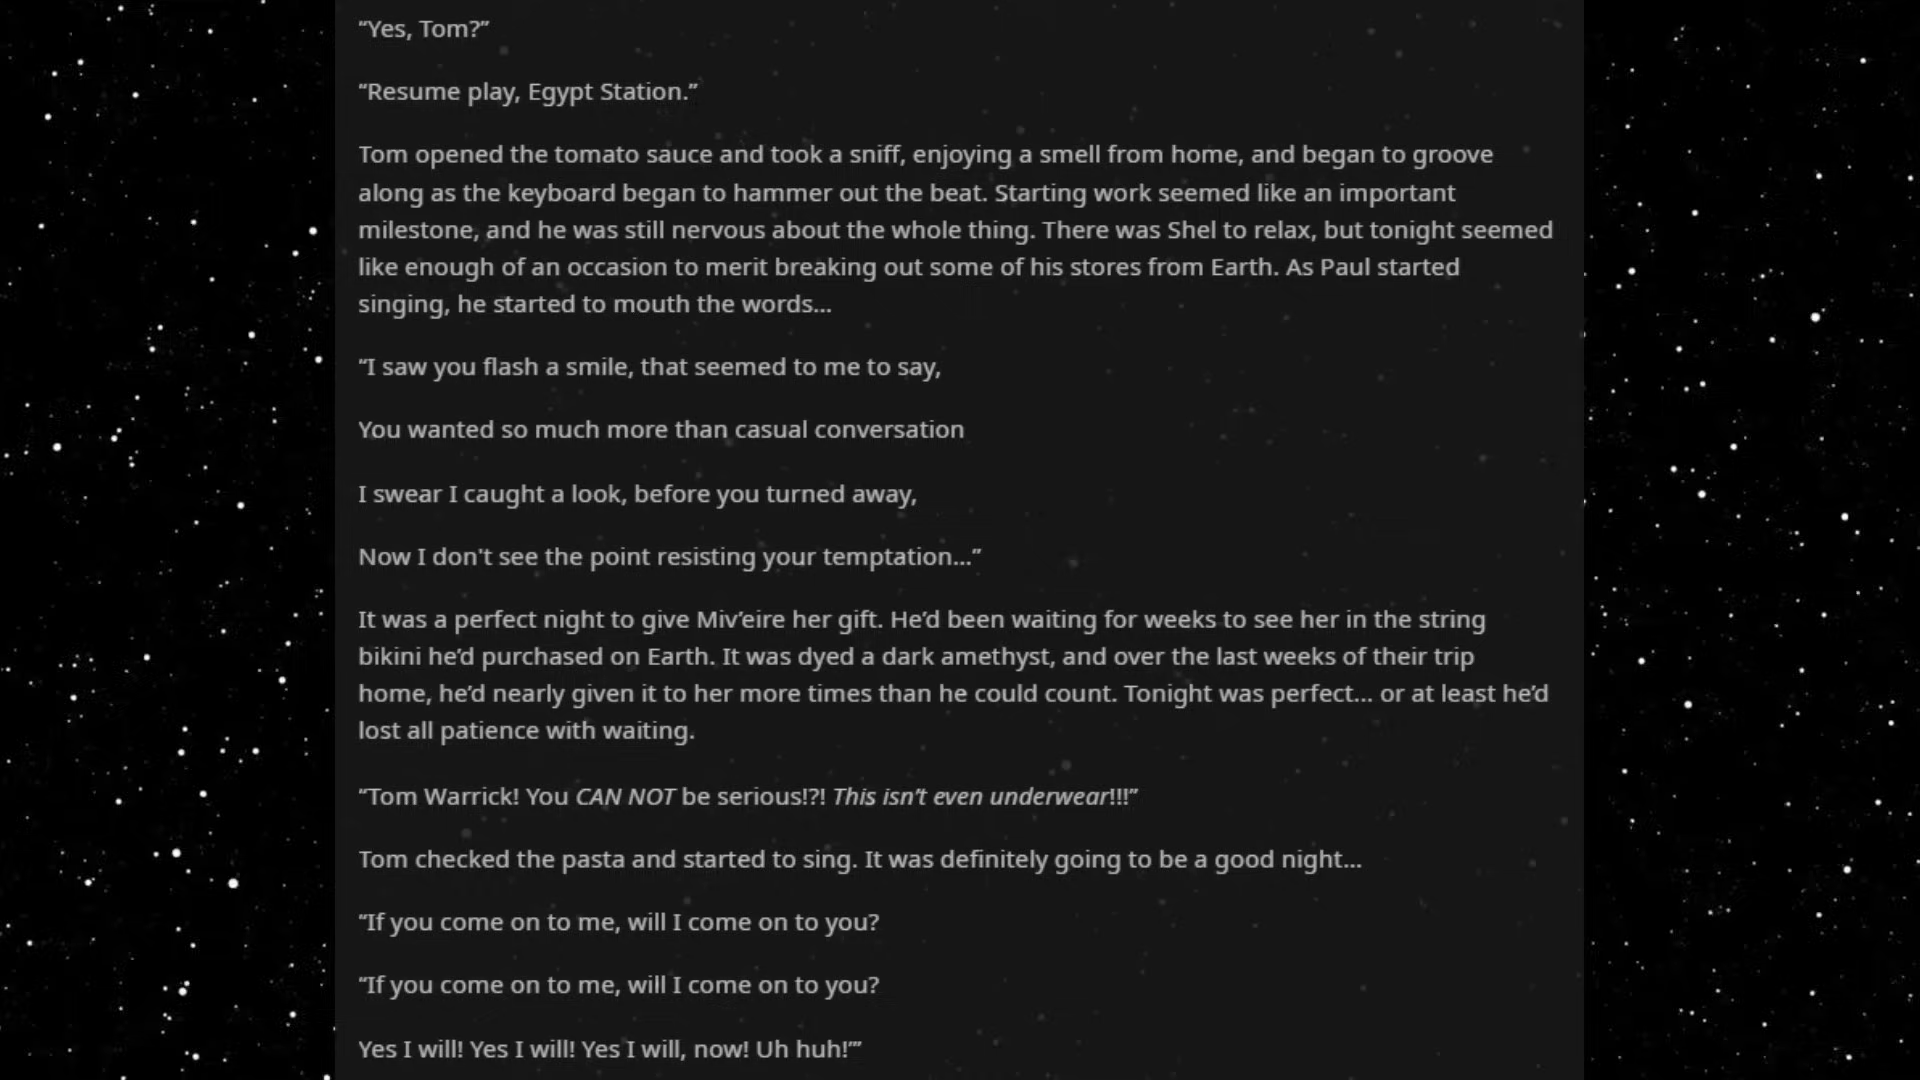 “Yes, Tom?”
“Resume play, Egypt Station.”
Tom opened the tomato sauce and took a sniff, enjoying a smell from home, and began to groove
along as the keyboard began to hammer out the beat. Starting work seemed like an important
milestone, and he was still nervous about the whole thing. There was Shel to relax, but tonight seemed
like enough of an occasion to merit breaking out some of his stores from Earth. As Paul started
singing, he started to mouth the words…
“I saw you flash a smile, that seemed to me to say,
You wanted so much more than casual conversation
I swear I caught a look, before you turned away,
Now I don't see the point resisting your temptation…”
It was a perfect night to give Miv’eire her gift. He’d been waiting for weeks to see her in the string
bikini he’d purchased on Earth. It was dyed a dark amethyst, and over the last weeks of their trip
home, he’d nearly given it to her more times than he could count. Tonight was perfect… or at least he’d
lost all patience with waiting.
“Tom Warrick! You CAN NOT be serious!?! This isn’t even underwear!!!”
Tom checked the pasta and started to sing. It was definitely going to be a good night…
“If you come on to me, will I come on to you?
“If you come on to me, will I come on to you?
Yes I will! Yes I will! Yes I will, now! Uh huh!’”